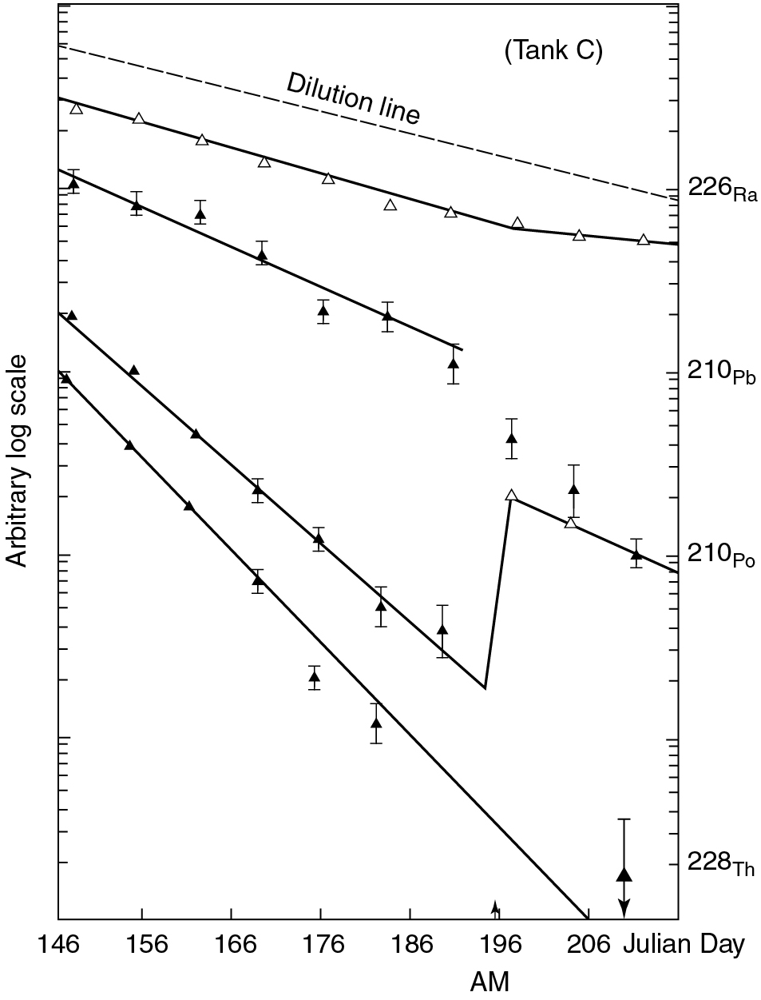 (Tank C)
Dilution line
226Ra
210Pb
210Po
228Th
Arbitrary log scale
146 156 166 176 186 196 206 Julian Day
AM